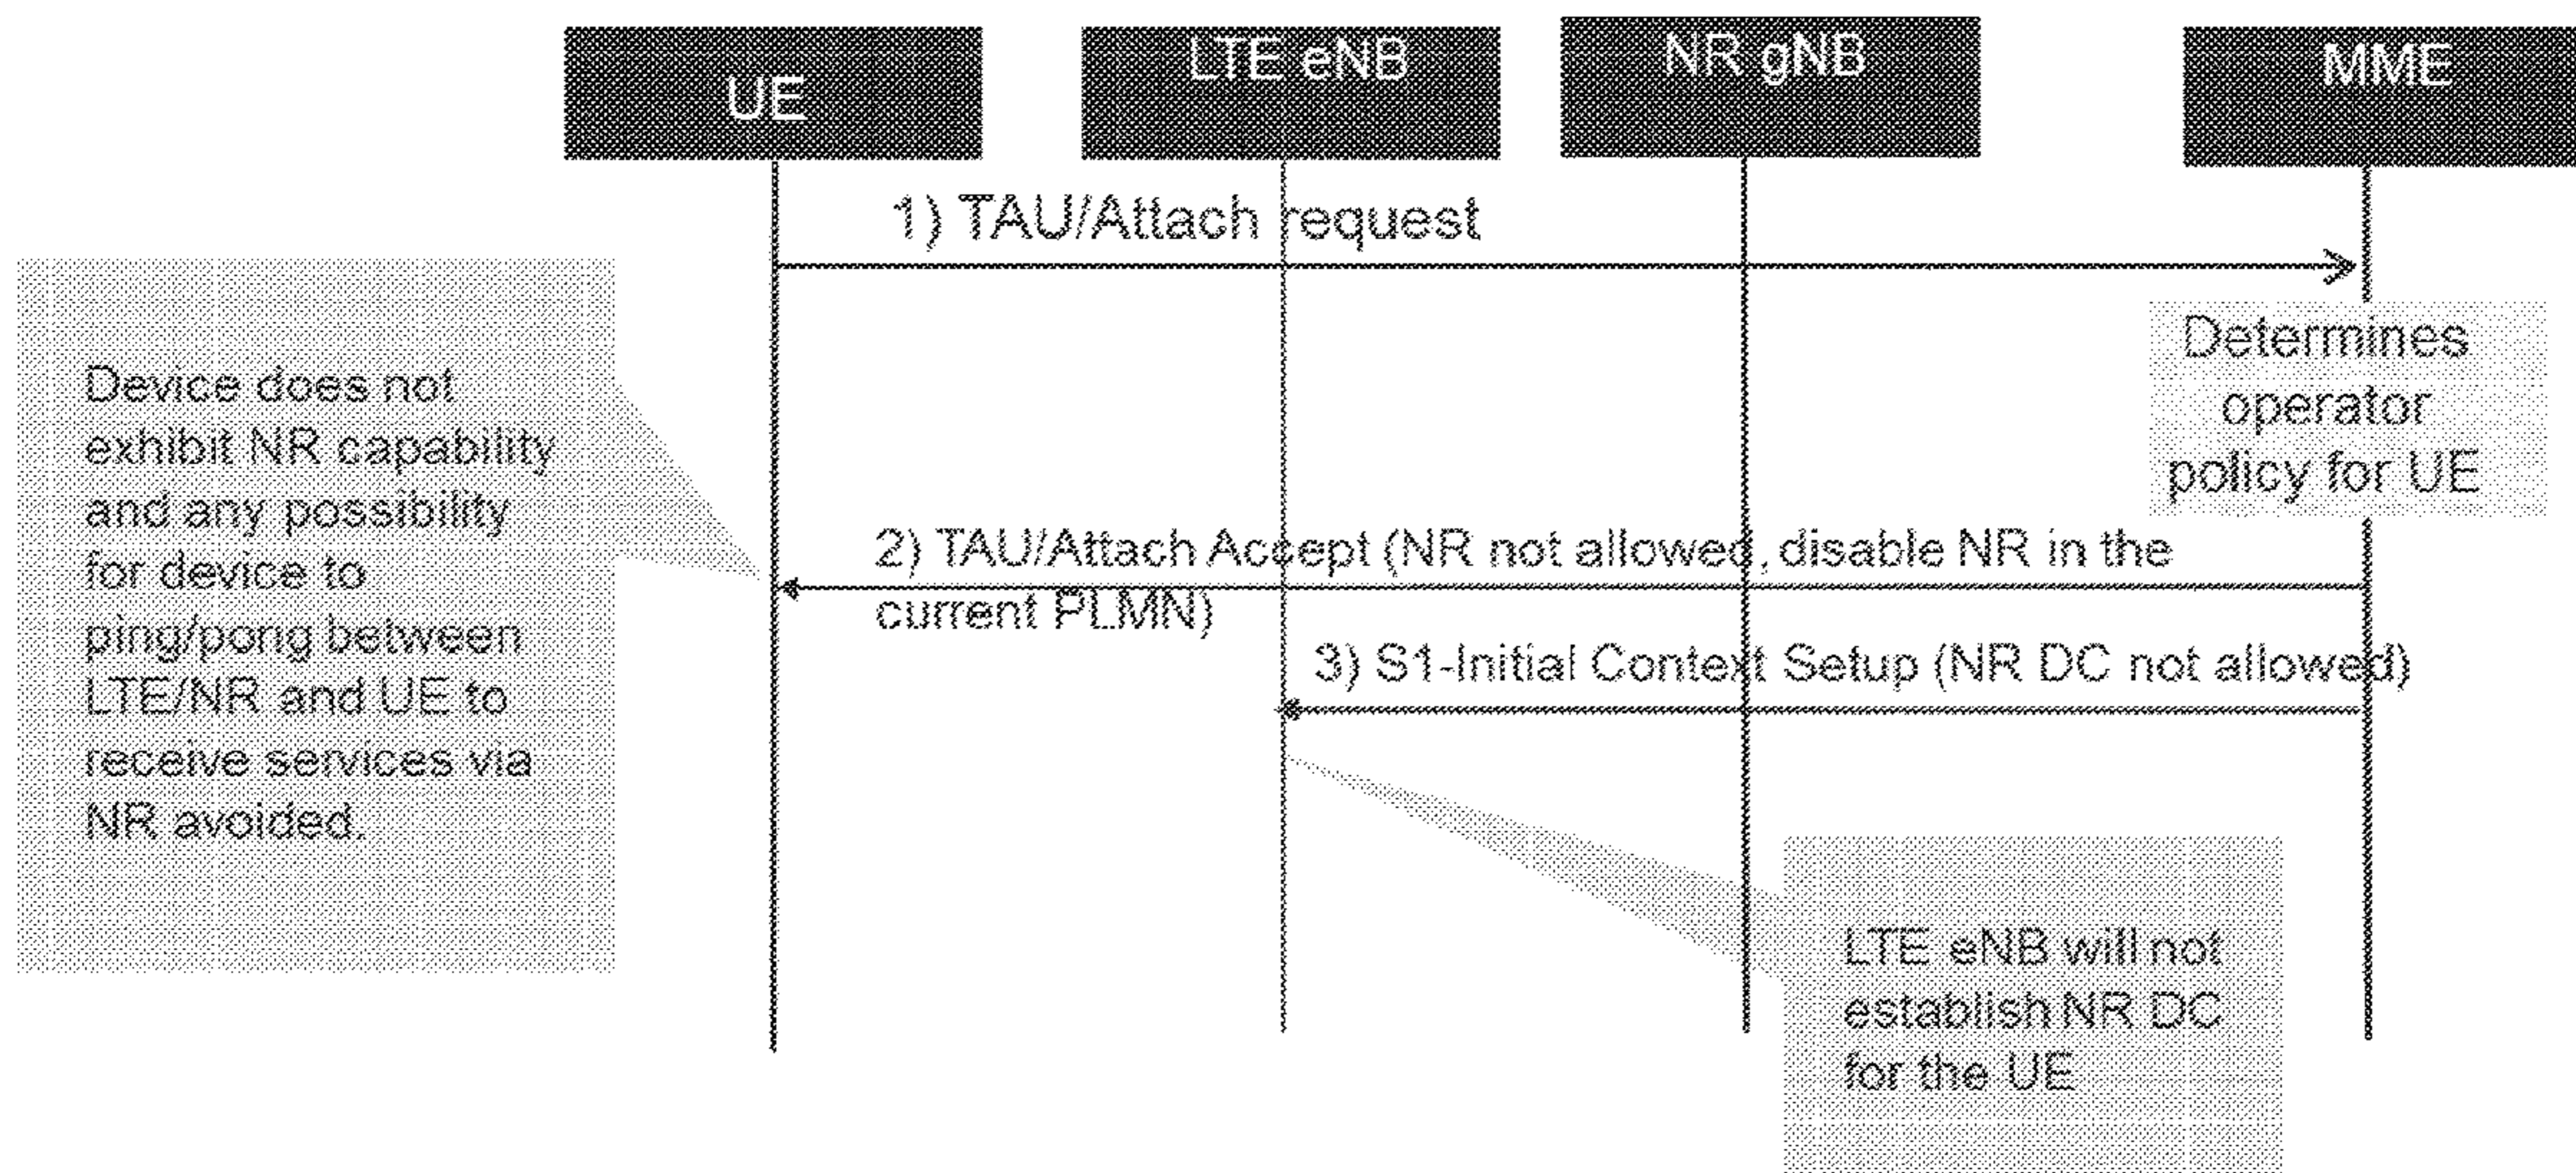 UE
LTE eNB
NR gNB
MME
1) TAU/Attach request
Determines
operator
policy for UE
Device does not
exhibit NR capability
and any possibility
for device to
ping/pong between
LTE/NR and UE to
receive services via
NR avoided.
2) TAU/Attach Accept (NR not allowed, disable NR in the
current PLMN)
3) S1-Initial Context Setup (NR DC not allowed)
LTE eNB will not
establish NR DC
for the UE